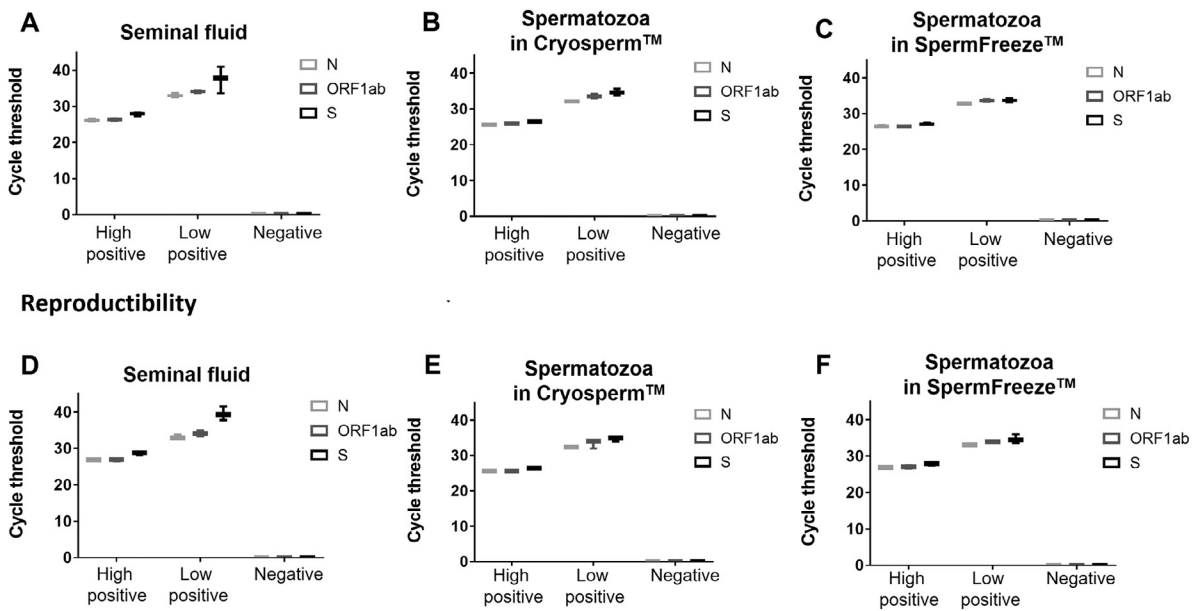 A
Seminal fluid
Cycle threshold
40
30
20
10
0
N
ORF1ab
S
High
positive
Low
positive
Negative
B
Spermatozoa
in Cryosperm™
Cycle threshold
40
30
20
10
0
N
ORF1ab
S
High
positive
Low
positive
Negative
C
Spermatozoa
in SpermFreeze™
Cycle threshold
40
30
20
10
0
N
ORF1ab
S
High
positive
Low
positive
Negative
Reproductibility
D
Seminal fluid
Cycle threshold
40
30
20
10
0
N
ORF1ab
S
High
positive
Low
positive
Negative
E
Spermatozoa
in Cryosperm™
Cycle threshold
40
30
20
10
0
N
ORF1ab
S
High
positive
Low
positive
Negative
F
Spermatozoa
in SpermFreeze™
Cycle threshold
40
30
20
10
0
N
ORF1ab
S
High
positive
Low
positive
Negative